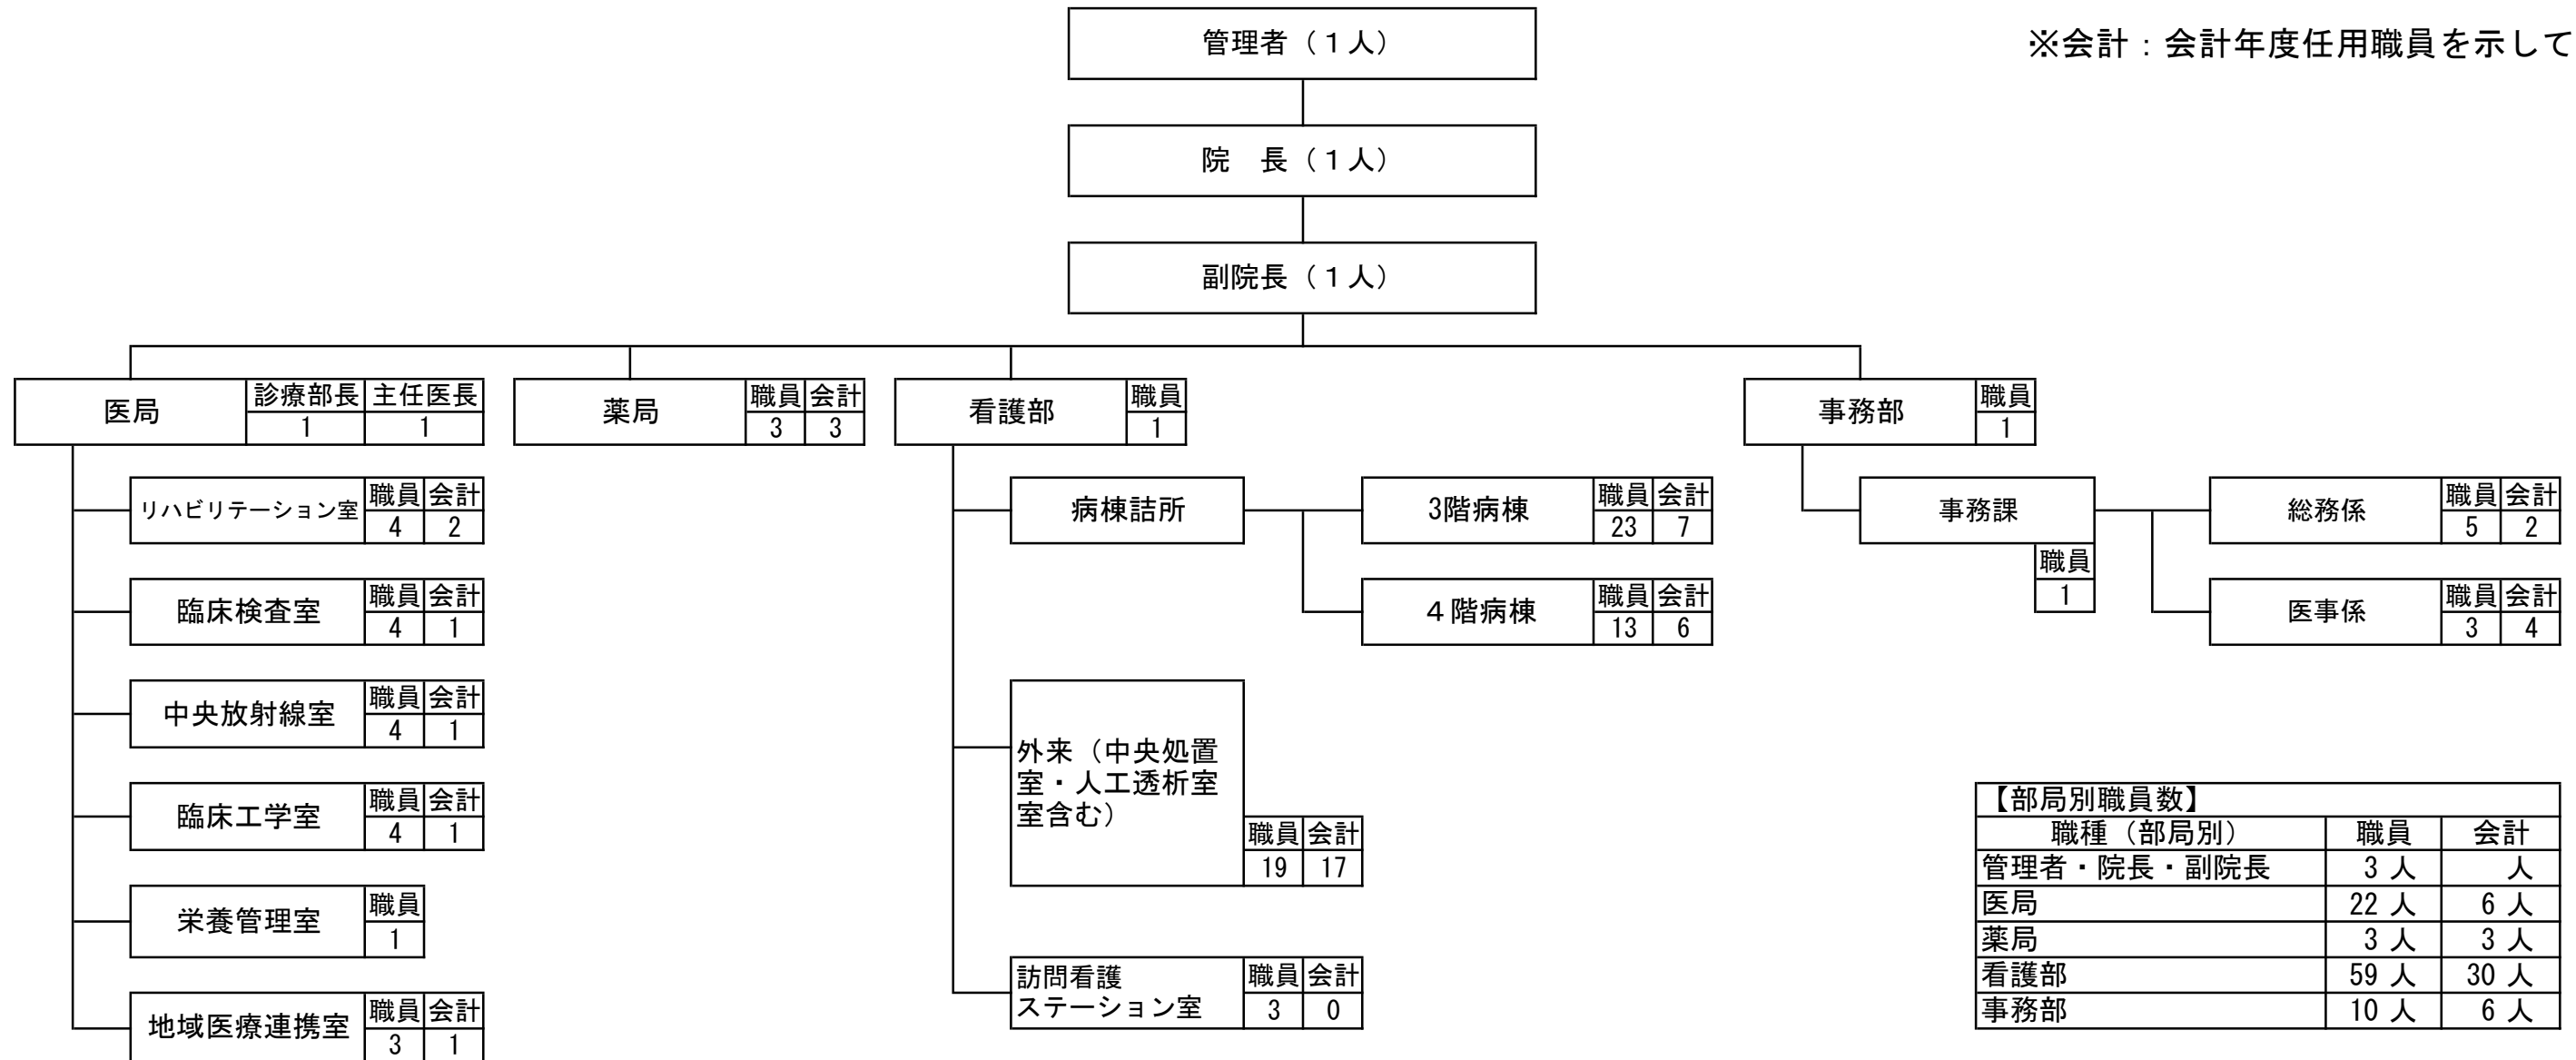 管理者（１人）
※会計：会計年度任用職員を示して
院　長（１人）
副院長（１人）
医局 診療部長 主任医長
1 1
薬局 職員 会計
3 3
看護部 職員
1
事務部 職員
1
リハビリテーション室 職員 会計
4 2
臨床検査室 職員 会計
4 1
中央放射線室 職員 会計
4 1
臨床工学室 職員 会計
4 1
栄養管理室 職員
1
地域医療連携室 職員 会計
3 1
病棟詰所
3階病棟 職員 会計
23 7
４階病棟 職員 会計
13 6
外来（中央処置
室・人工透析室
室含む）
職員 会計
19 17
訪問看護
ステーション室
職員 会計
3 0
事務課
職員
1
総務係 職員 会計
5 2
医事係 職員 会計
3 4
【部局別職員数】
職種（部局別） 職員 会計
管理者・院長・副院長 3 人 人
医局 22 人 6 人
薬局 3 人 3 人
看護部 59 人 30 人
事務部 10 人 6 人